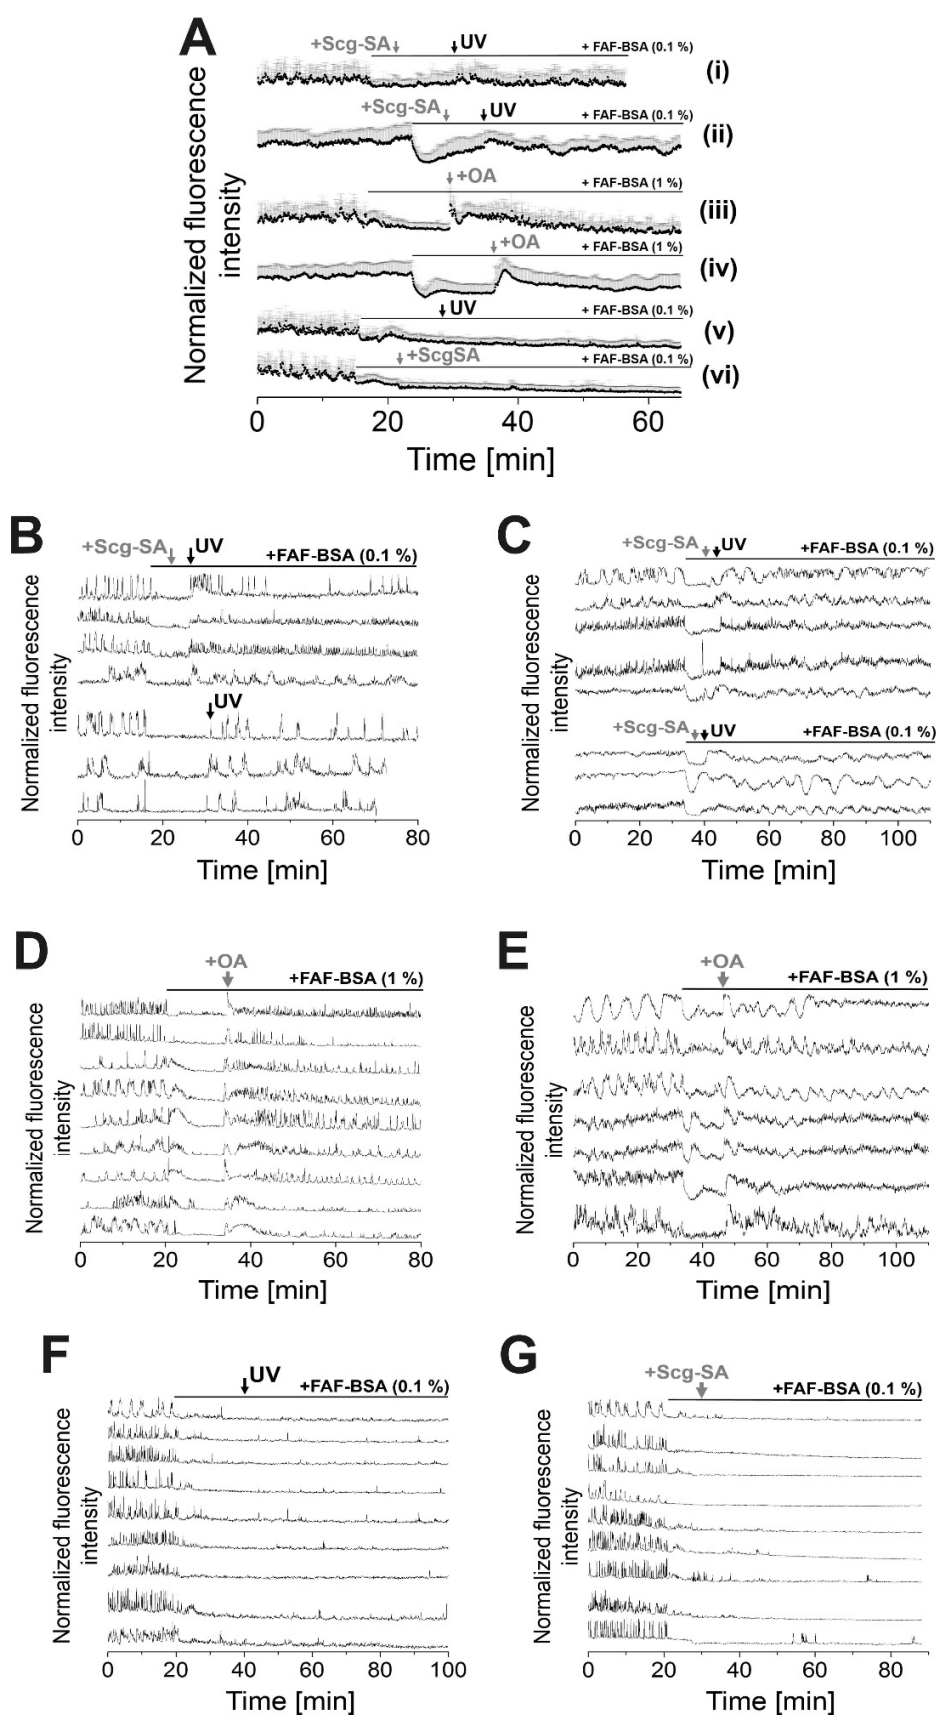 A
Normalized fluorescence
intensity
+Scg-SA
UV
+ FAF-BSA (0.1 %)
(i)
+Scg-SA
UV
+ FAF-BSA (0.1 %)
(ii)
+OA
+ FAF-BSA (1 %)
(iii)
+OA
+ FAF-BSA (1 %)
(iv)
UV
+ FAF-BSA (0.1 %)
(v)
+ScgSA
+ FAF-BSA (0.1 %)
(vi)
0 20 40 60
Time [min]
B
+Scg-SA
UV
+FAF-BSA (0.1 %)
UV
Normalized fluorescence
intensity
0 20 40 60 80
Time [min]
C
+Scg-SA
UV
+FAF-BSA (0.1 %)
+Scg-SA
UV
+FAF-BSA (0.1 %)
Normalized fluorescence
intensity
0 20 40 60 80 100
Time [min]
D
+OA
+FAF-BSA (1 %)
Normalized fluorescence
intensity
0 20 40 60 80
Time [min]
E
+OA
+FAF-BSA (1 %)
Normalized fluorescence
intensity
0 20 40 60 80 100
Time [min]
F
UV
+FAF-BSA (0.1 %)
Normalized fluorescence
intensity
0 20 40 60 80 100
Time [min]
G
+Scg-SA
+FAF-BSA (0.1 %)
Normalized fluorescence
intensity
0 20 40 60 80
Time [min]